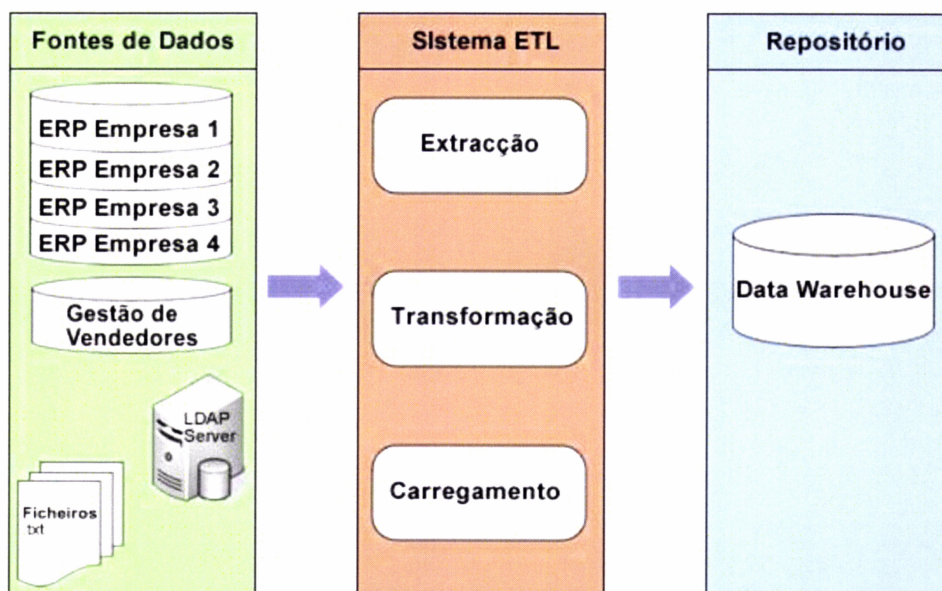 Fontes de Dados
ERP Empresa 1
ERP Empresa 2
ERP Empresa 3
ERP Empresa 4
Gestão de
Vendedores
LDAP
Server
Ficheiros
txt
Sistema ETL
Extracção
Transformação
Carregamento
Repositório
Data Warehouse